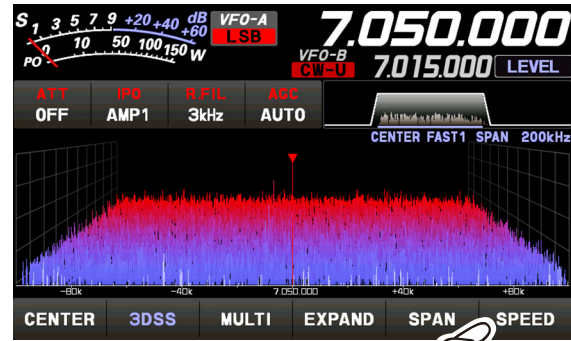 S 1 3 5 7 9 +20 +40 +60 dB
PO 0 10 50 100 150 W
VFO-A
LSB
7.050.000
VFO-B
CW-U
7.015.000
LEVEL
ATT IPO R.FIL AGC
OFF AMP1 3kHz AUTO
CENTER FAST1 SPAN 200kHz
-80k -40k 7.050.000 +40k +80k
CENTER 3DSS MULTI EXPAND SPAN SPEED